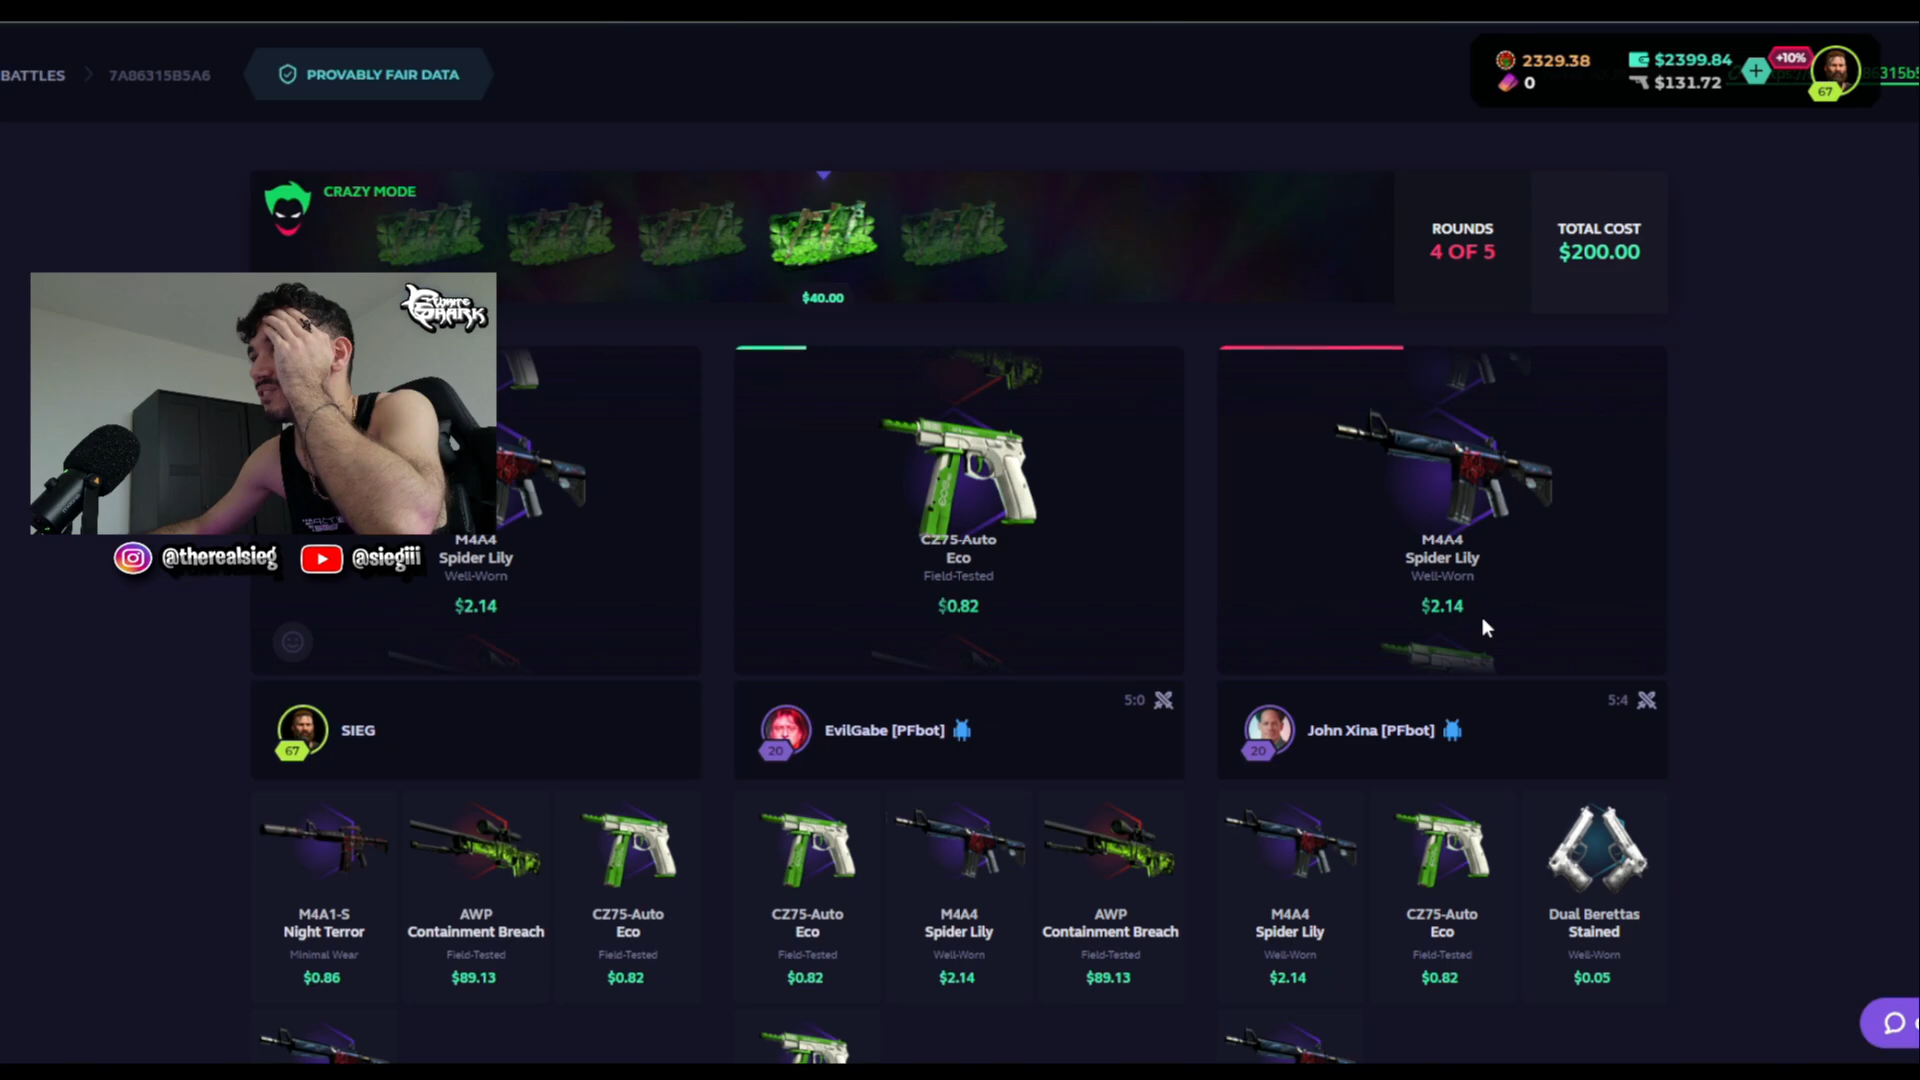 BATTLES
7A86315B5A6
PROVABLY FAIR DATA
2329.38
$2399.84
+10%
0
$131.72
67
CRAZY MODE
$40.00
ROUNDS
4 OF 5
TOTAL COST
$200.00
WHITE SHARK
@therealsieg
@siegiii
M4A4
Spider Lily
Well-Worn
$2.14
CZ75-Auto
Eco
Field-Tested
$0.82
M4A4
Spider Lily
Well-Worn
$2.14
SIEG
67
5:0
EvilGabe [PFbot]
20
5:4
John Xina [PFbot]
20
M4A1-S
Night Terror
Minimal Wear
$0.86
AWP
Containment Breach
Field-Tested
$89.13
CZ75-Auto
Eco
Field-Tested
$0.82
CZ75-Auto
Eco
Field-Tested
$0.82
M4A4
Spider Lily
Well-Worn
$2.14
AWP
Containment Breach
Field-Tested
$89.13
M4A4
Spider Lily
Well-Worn
$2.14
CZ75-Auto
Eco
Field-Tested
$0.82
Dual Berettas
Stained
Well-Worn
$0.05